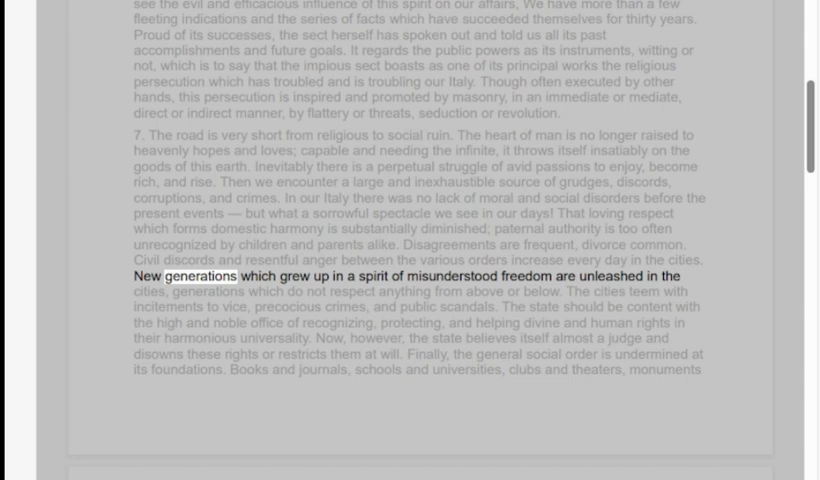 see the evil and efficacious influence of this spirit on our affairs, We have more than a few
fleeting indications and the series of facts which have succeeded themselves for thirty years.
Proud of its successes, the sect herself has spoken out and told us all its past
accomplishments and future goals. It regards the public powers as its instruments, witting or
not, which is to say that the impious sect boasts as one of its principal works the religious
persecution which has troubled and is troubling our Italy. Though often executed by other
hands, this persecution is inspired and promoted by masonry, in an immediate or mediate,
direct or indirect manner, by flattery or threats, seduction or revolution.
7. The road is very short from religious to social ruin. The heart of man is no longer raised to
heavenly hopes and loves; capable and needing the infinite, it throws itself insatiably on the
goods of this earth. Inevitably there is a perpetual struggle of avid passions to enjoy, become
rich, and rise. Then we encounter a large and inexhaustible source of grudges, discords,
corruptions, and crimes. In our Italy there was no lack of moral and social disorders before the
present events — but what a sorrowful spectacle we see in our days! That loving respect
which forms domestic harmony is substantially diminished; paternal authority is too often
unrecognized by children and parents alike. Disagreements are frequent, divorce common.
Civil discords and resentful anger between the various orders increase every day in the cities.
New generations which grew up in a spirit of misunderstood freedom are unleashed in the
cities, generations which do not respect anything from above or below. The cities teem with
incitements to vice, precocious crimes, and public scandals. The state should be content with
the high and noble office of recognizing, protecting, and helping divine and human rights in
their harmonious universality. Now, however, the state believes itself almost a judge and
disowns these rights or restricts them at will. Finally, the general social order is undermined at
its foundations. Books and journals, schools and universities, clubs and theaters, monuments